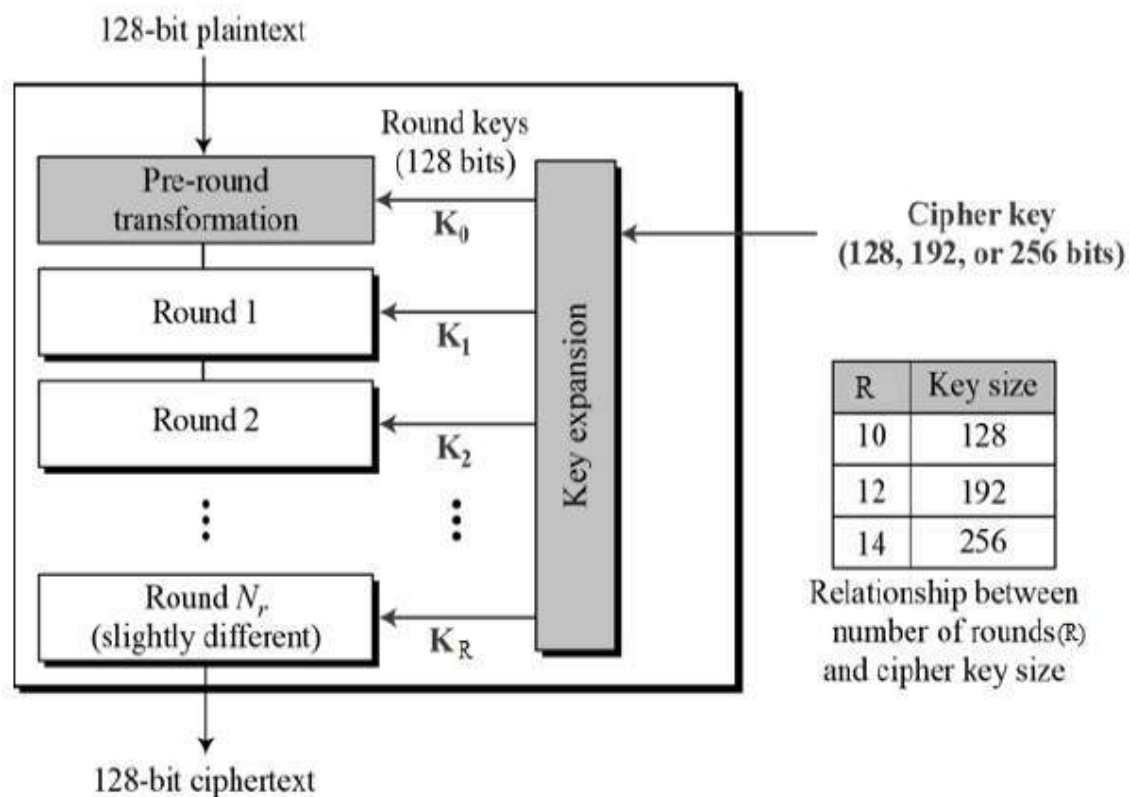 128-bit plaintext
Round keys
(128 bits)
Pre-round
transformation
K₀
Cipher key
(128, 192, or 256 bits)
Round 1
K₁
Key expansion
Round 2
K₂
R Key size
10 128
12 192
14 256
Round Nᵣ
(slightly different)
K_R
Relationship between
number of rounds(R)
and cipher key size
128-bit ciphertext